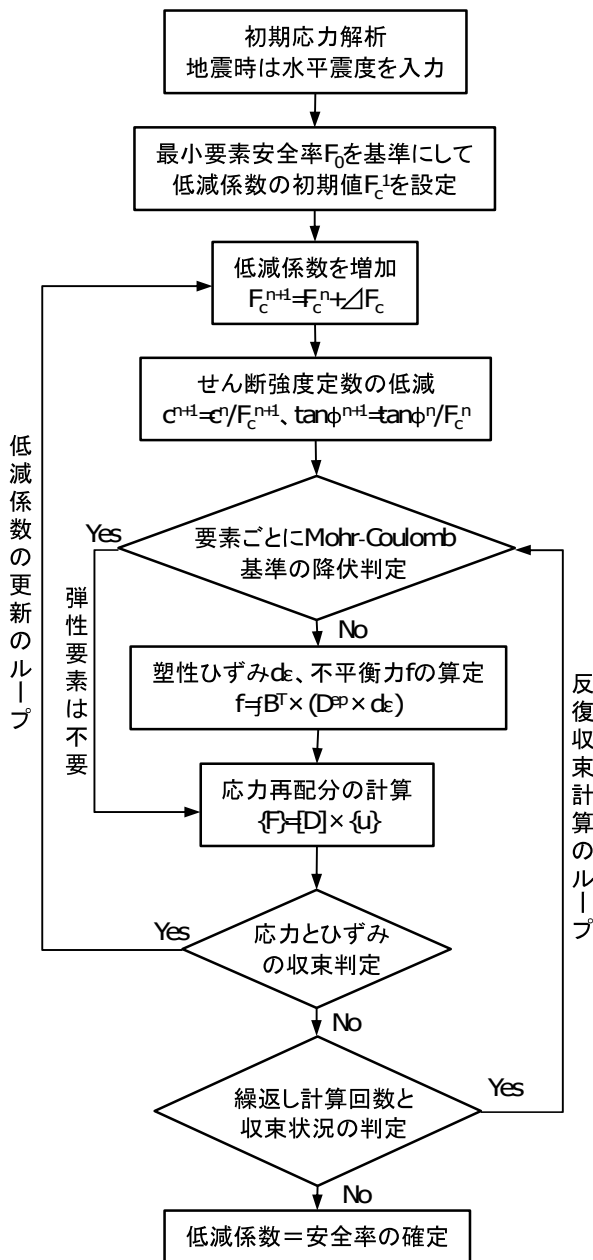 初期応力解析
地震時は水平震度を入力
最小要素安全率F₀を基準にして
低減係数の初期値F꜀¹を設定
低減係数を増加
F꜀ⁿ⁺¹=F꜀ⁿ+⊿F꜀
せん断強度定数の低減
cⁿ⁺¹=cⁿ/F꜀ⁿ⁺¹、tanϕⁿ⁺¹=tanϕⁿ/F꜀ⁿ
Yes
要素ごとにMohr-Coulomb
基準の降伏判定
No
塑性ひずみdε、不平衡力fの算定
f=∫Bᵀ×(Dᵉᵖ×dε)
応力再配分の計算
{F}=[D]×{u}
Yes
応力とひずみ
の収束判定
No
繰返し計算回数と
収束状況の判定
Yes
No
低減係数＝安全率の確定
低減係数の更新のループ
弾性要素は不要
反復収束計算のループ